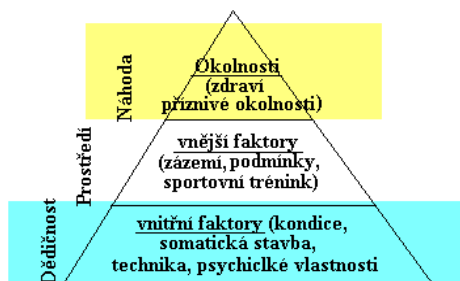 Náhoda
Okolnosti
(zdraví
příznivé okolnosti)
Prostředí
vnější faktory
(zázemí, podmínky,
sportovní trénink)
Dědičnost
vnitřní faktory (kondice,
somatická stavba,
technika, psychiclké vlastnosti